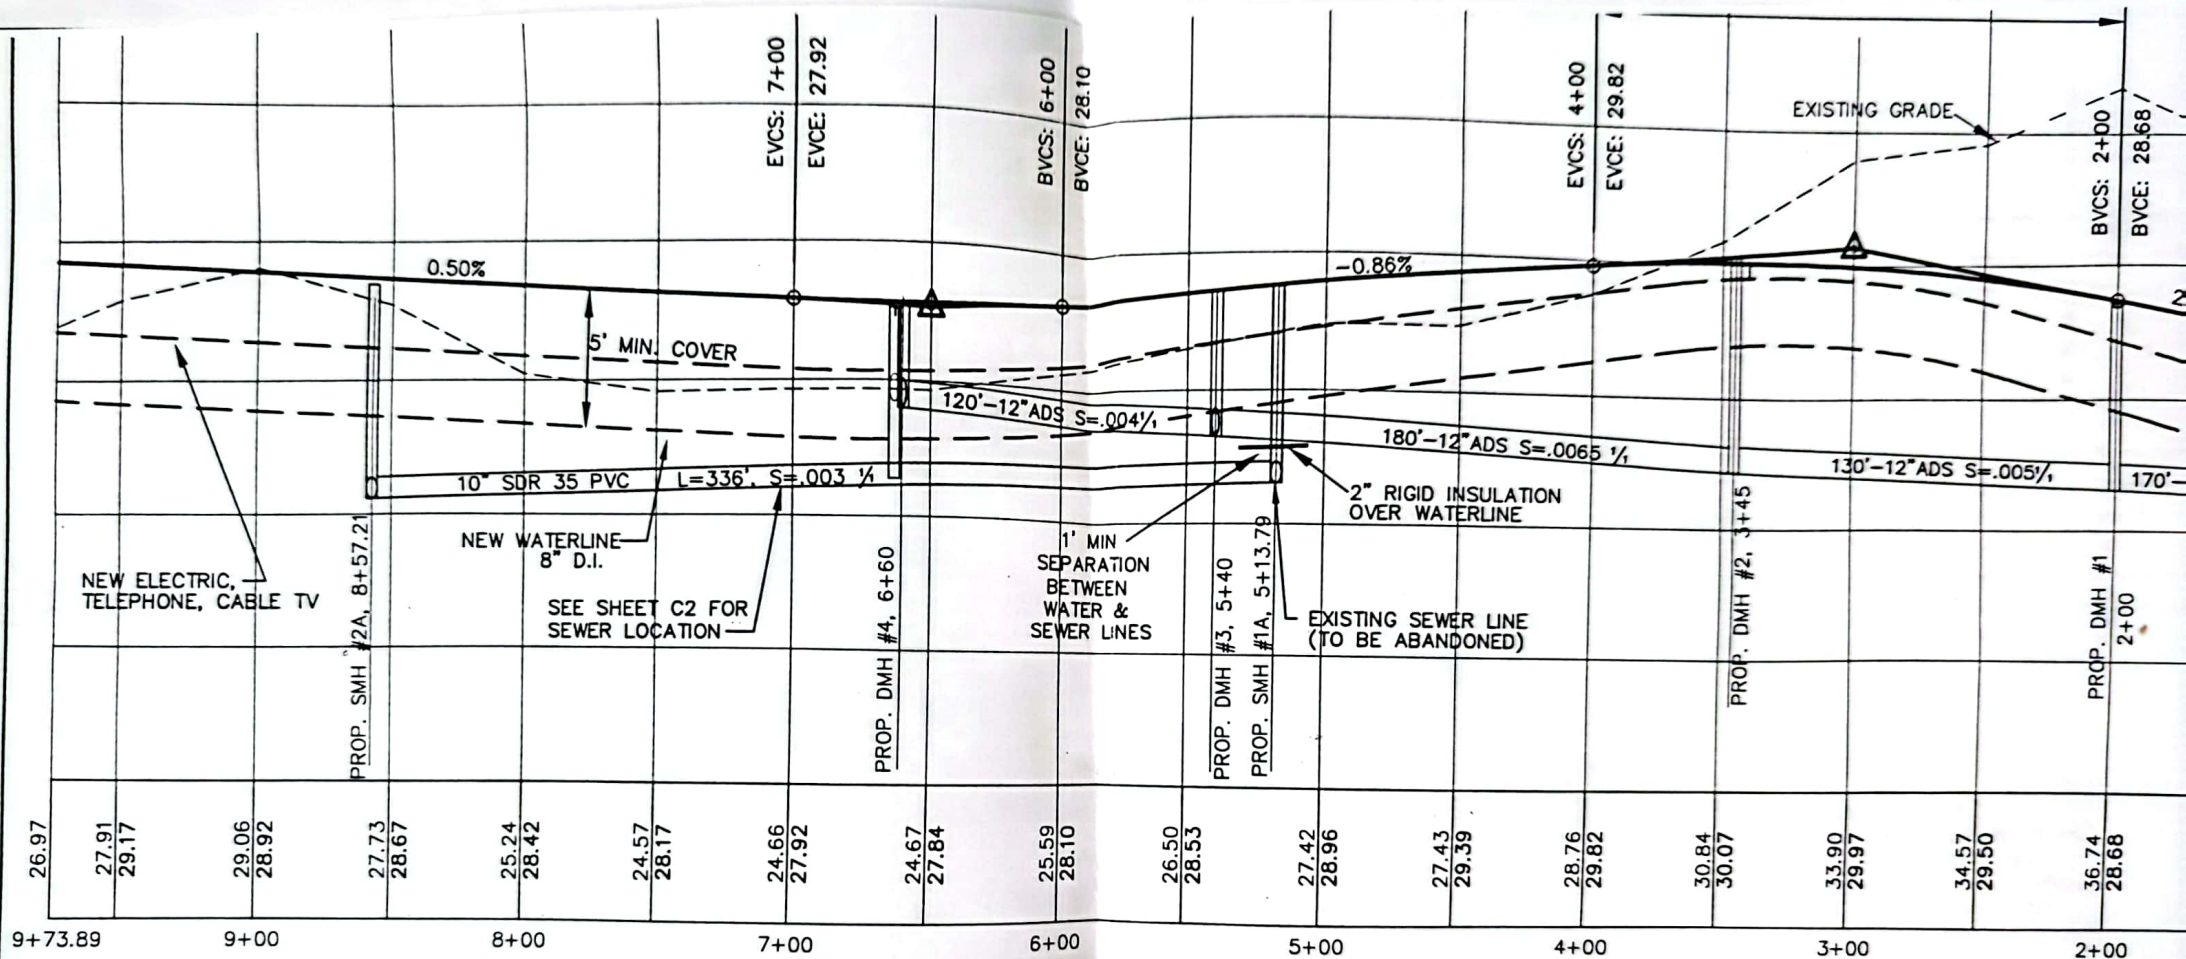 EVCS: 7+00
EVCE: 27.92
BVCS: 6+00
BVCE: 28.10
EVCS: 4+00
EVCE: 29.82
EXISTING GRADE
BVCS: 2+00
BVCE: 28.68
0.50%
-0.86%
5' MIN. COVER
120'-12"ADS S=.004¹/₁
180'-12"ADS S=.0065 ¹/₁
130'-12"ADS S=.005¹/₁
170'-
10" SDR 35 PVC L=336', S=.003 ¹/₁
2" RIGID INSULATION
OVER WATERLINE
NEW WATERLINE
8" D.I.
1' MIN
SEPARATION
BETWEEN
WATER &
SEWER LINES
NEW ELECTRIC,
TELEPHONE, CABLE TV
SEE SHEET C2 FOR
SEWER LOCATION
EXISTING SEWER LINE
(TO BE ABANDONED)
PROP. SMH #2A, 8+57.21
PROP. DMH #4, 6+60
PROP. DMH #3, 5+40
PROP. SMH #1A, 5+13.79
PROP. DMH #2, 3+45
PROP. DMH #1
2+00
26.97
27.91
29.17
29.06
28.92
27.73
28.67
25.24
28.42
24.57
28.17
24.66
27.92
24.67
27.84
25.59
28.10
26.50
28.53
27.42
28.96
27.43
29.39
28.76
29.82
30.84
30.07
33.90
29.97
34.57
29.50
36.74
28.68
9+73.89
9+00
8+00
7+00
6+00
5+00
4+00
3+00
2+00